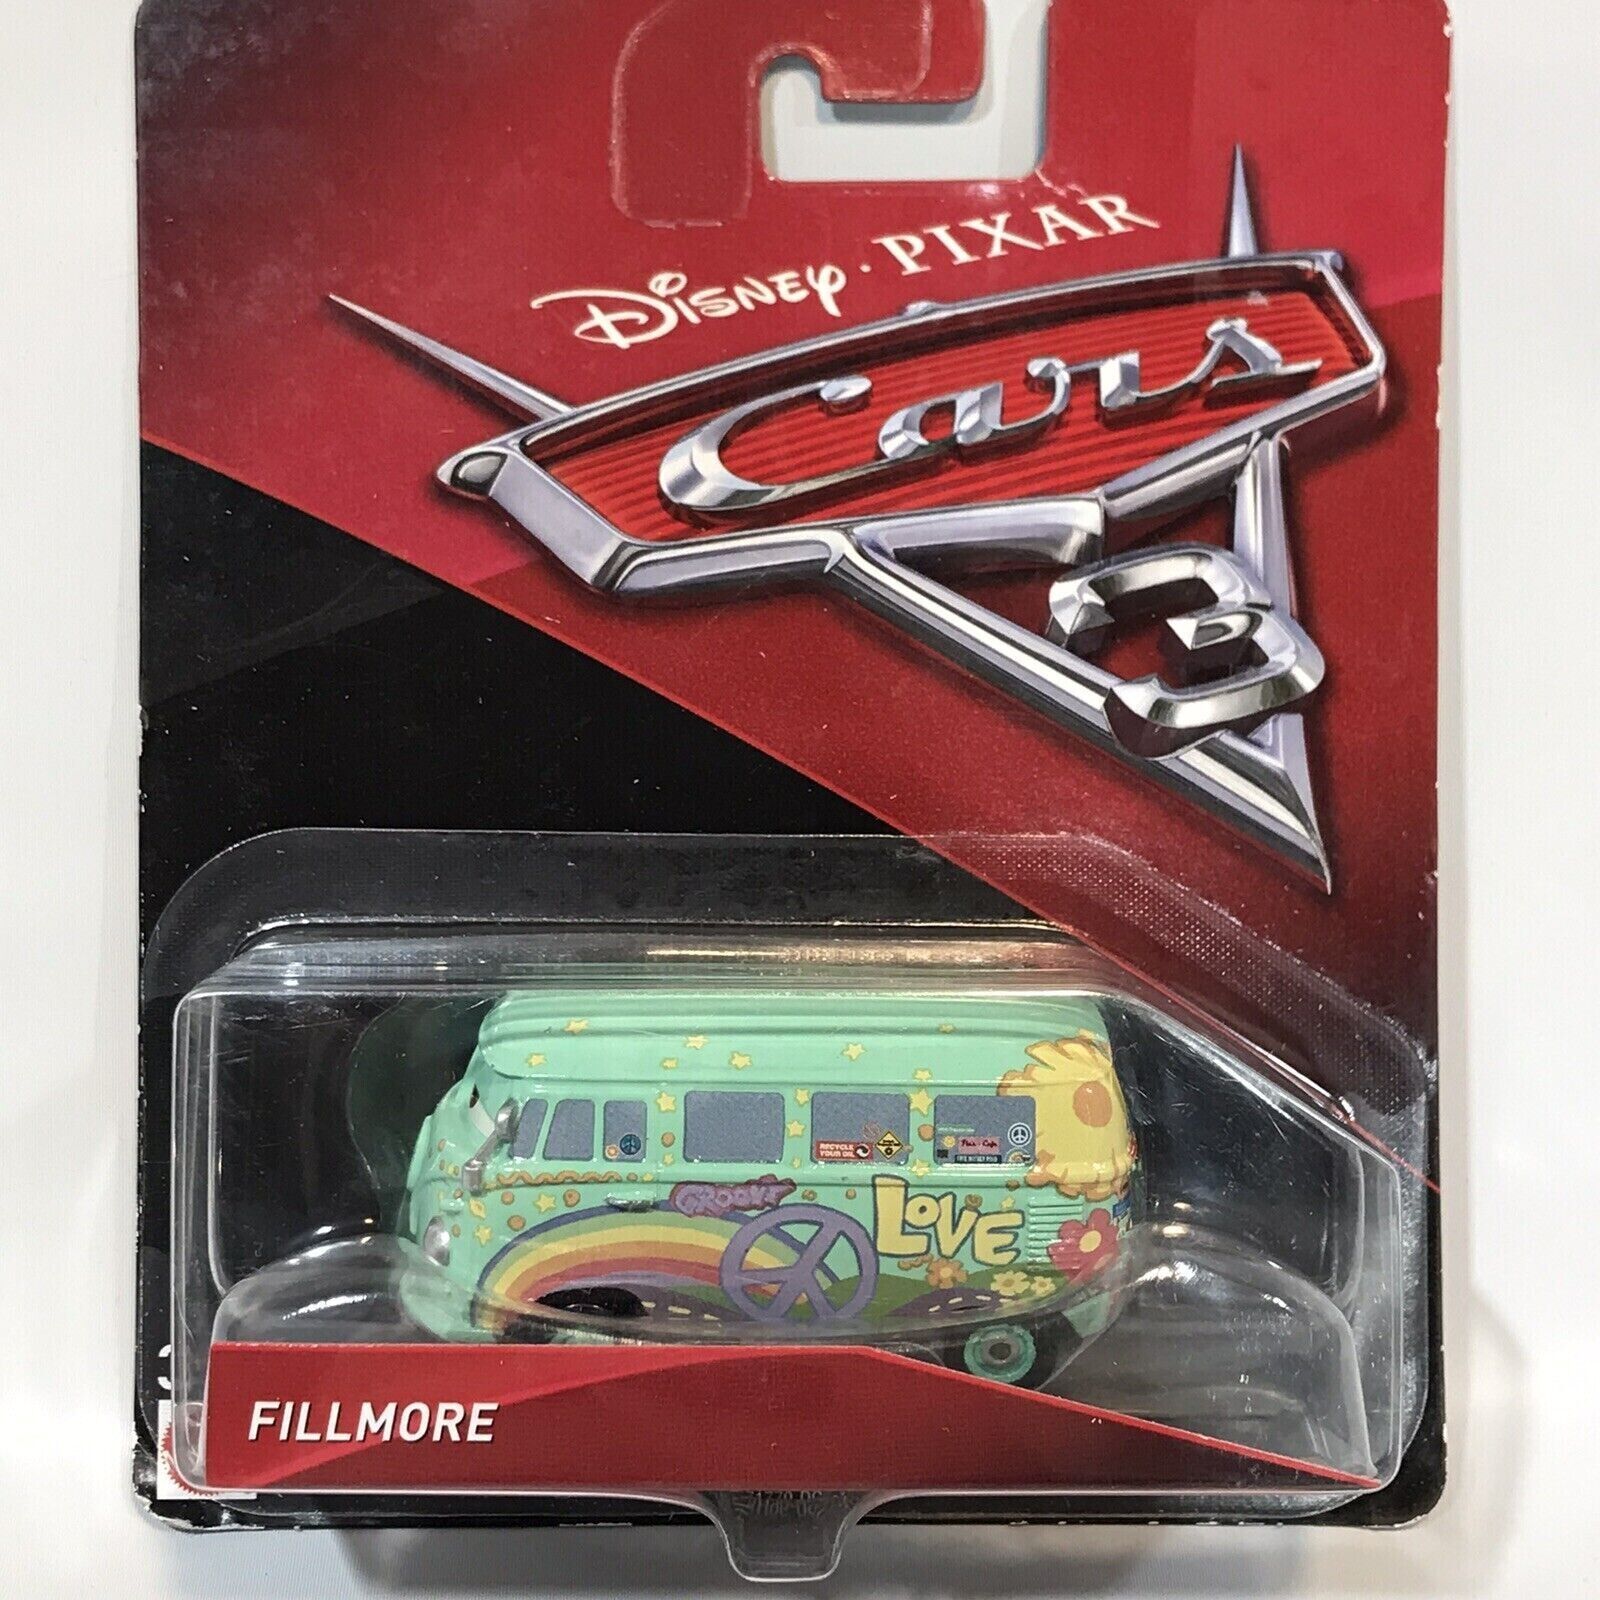 Disney · PIXAR
Cars
3
GROOVY
LOVE
RECYCLE
YOUR OIL
FILLMORE